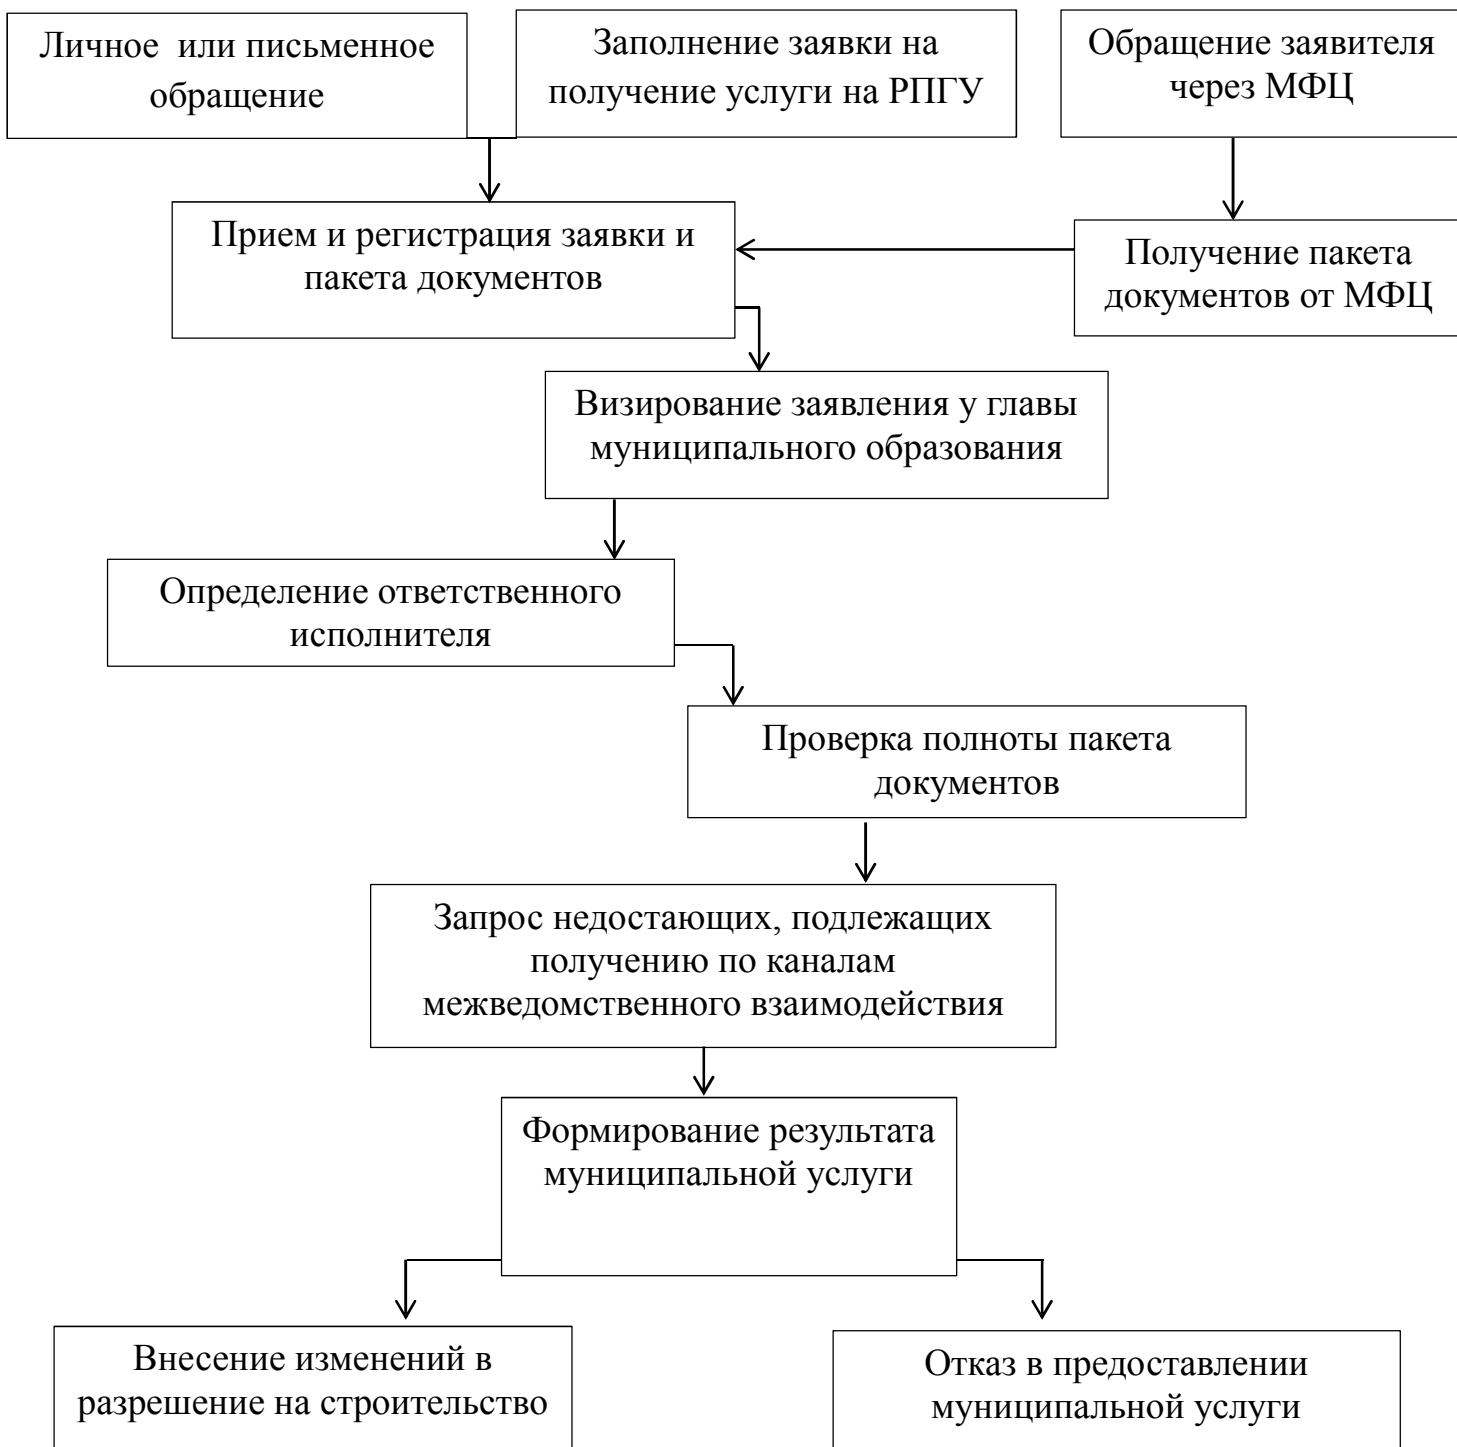 Личное или письменное
обращение
Заполнение заявки на
получение услуги на РПГУ
Обращение заявителя
через МФЦ
Прием и регистрация заявки и
пакета документов
Получение пакета
документов от МФЦ
Визирование заявления у главы
муниципального образования
Определение ответственного
исполнителя
Проверка полноты пакета
документов
Запрос недостающих, подлежащих
получению по каналам
межведомственного взаимодействия
Формирование результата
муниципальной услуги
Внесение изменений в
разрешение на строительство
Отказ в предоставлении
муниципальной услуги